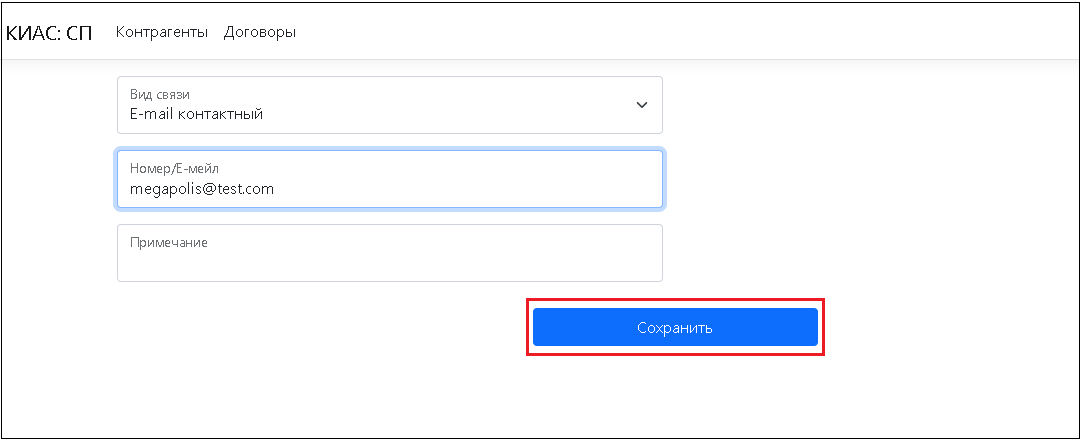 КИАС: СП Контрагенты Договоры
Вид связи
E-mail контактный
Номер/E-мейл
megapolis@test.com
Примечание
Сохранить